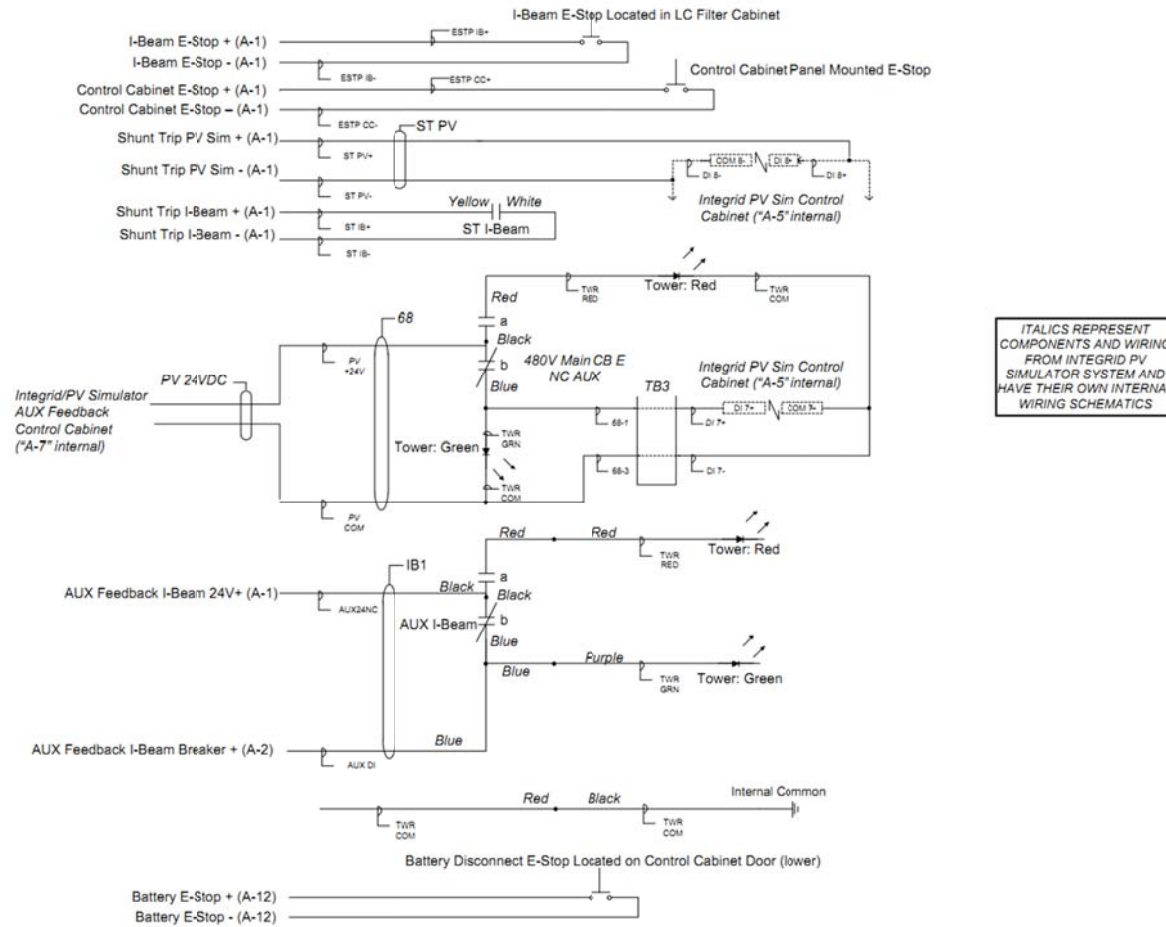 I-Beam E-Stop Located in LC Filter Cabinet
I-Beam E-Stop + (A-1)
ESTP IB+
I-Beam E-Stop - (A-1)
ESTP IB-
Control Cabinet Panel Mounted E-Stop
Control Cabinet E-Stop + (A-1)
ESTP CC+
Control Cabinet E-Stop – (A-1)
ESTP CC-
ST PV
Shunt Trip PV Sim + (A-1)
ST PV+
COM 8-
DI 8+
DI 8-
DI 8+
Shunt Trip PV Sim - (A-1)
ST PV-
Integrid PV Sim Control
Cabinet ("A-5" internal)
Yellow
White
Shunt Trip I-Beam + (A-1)
ST IB+
ST I-Beam
Shunt Trip I-Beam - (A-1)
ST IB-
TWR
RED
Tower: Red
TWR
COM
Red
a
68
Black
PV
+24V
b
480V Main CB E
NC AUX
Blue
TB3
Integrid PV Sim Control
Cabinet ("A-5" internal)
ITALICS REPRESENT
COMPONENTS AND WIRING
FROM INTEGRID PV
SIMULATOR SYSTEM AND
HAVE THEIR OWN INTERNAL
WIRING SCHEMATICS
PV 24VDC
Integrid/PV Simulator
AUX Feedback
Control Cabinet
("A-7" internal)
DI 7+
COM 7-
68-1
DI 7+
TWR
GRN
Tower: Green
68-3
DI 7-
TWR
COM
PV
COM
Red
Red
TWR
RED
Tower: Red
IB1
a
Black
AUX Feedback I-Beam 24V+ (A-1)
AUX24NC
Black
AUX I-Beam
b
Blue
Blue
Purple
TWR
GRN
Tower: Green
Blue
AUX Feedback I-Beam Breaker + (A-2)
AUX DI
Red
Black
Internal Common
TWR
COM
TWR
COM
Battery Disconnect E-Stop Located on Control Cabinet Door (lower)
Battery E-Stop + (A-12)
Battery E-Stop - (A-12)